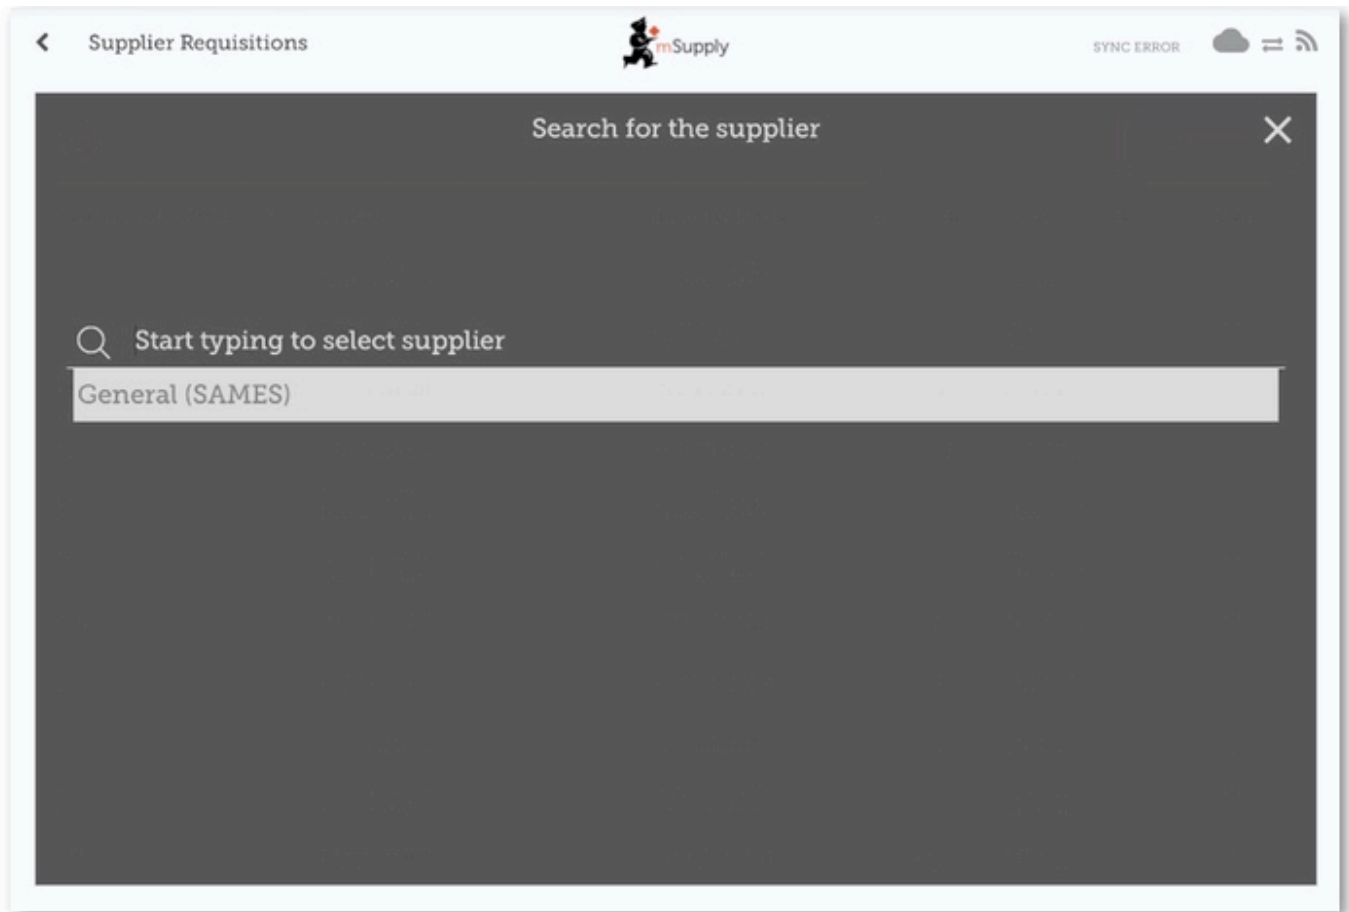 Supplier Requisitions
mSupply
SYNC ERROR
Search for the supplier
Start typing to select supplier
General (SAMES)